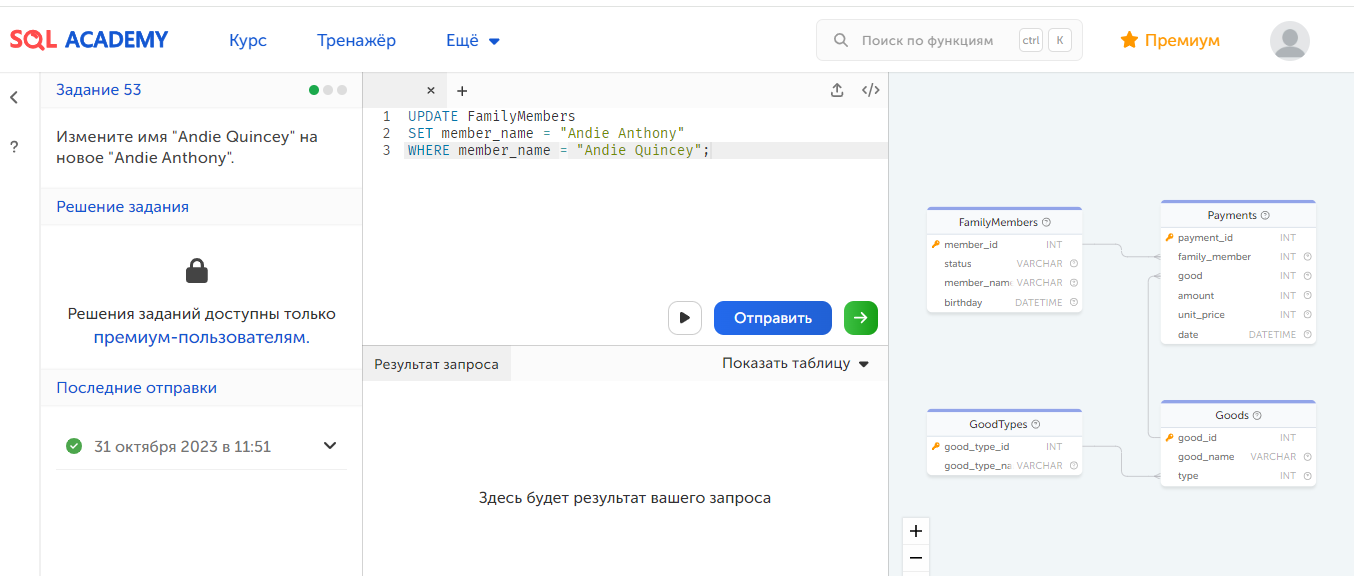 SQL ACADEMY
Курс
Тренажёр
Ещё
Поиск по функциям
ctrl
K
Премиум
Задание 53
Измените имя "Andie Quincey" на
новое "Andie Anthony".
Решение задания
Решения заданий доступны только
премиум-пользователям.
Последние отправки
31 октября 2023 в 11:51
?
× +
</>
1 UPDATE FamilyMembers
2 SET member_name = "Andie Anthony"
3 WHERE member_name = "Andie Quincey";
Отправить
Результат запроса
Показать таблицу
Здесь будет результат вашего запроса
FamilyMembers
member_id INT
status VARCHAR
member_name VARCHAR
birthday DATETIME
Payments
payment_id INT
family_member INT
good INT
amount INT
unit_price INT
date DATETIME
GoodTypes
good_type_id INT
good_type_na VARCHAR
Goods
good_id INT
good_name VARCHAR
type INT
+
−